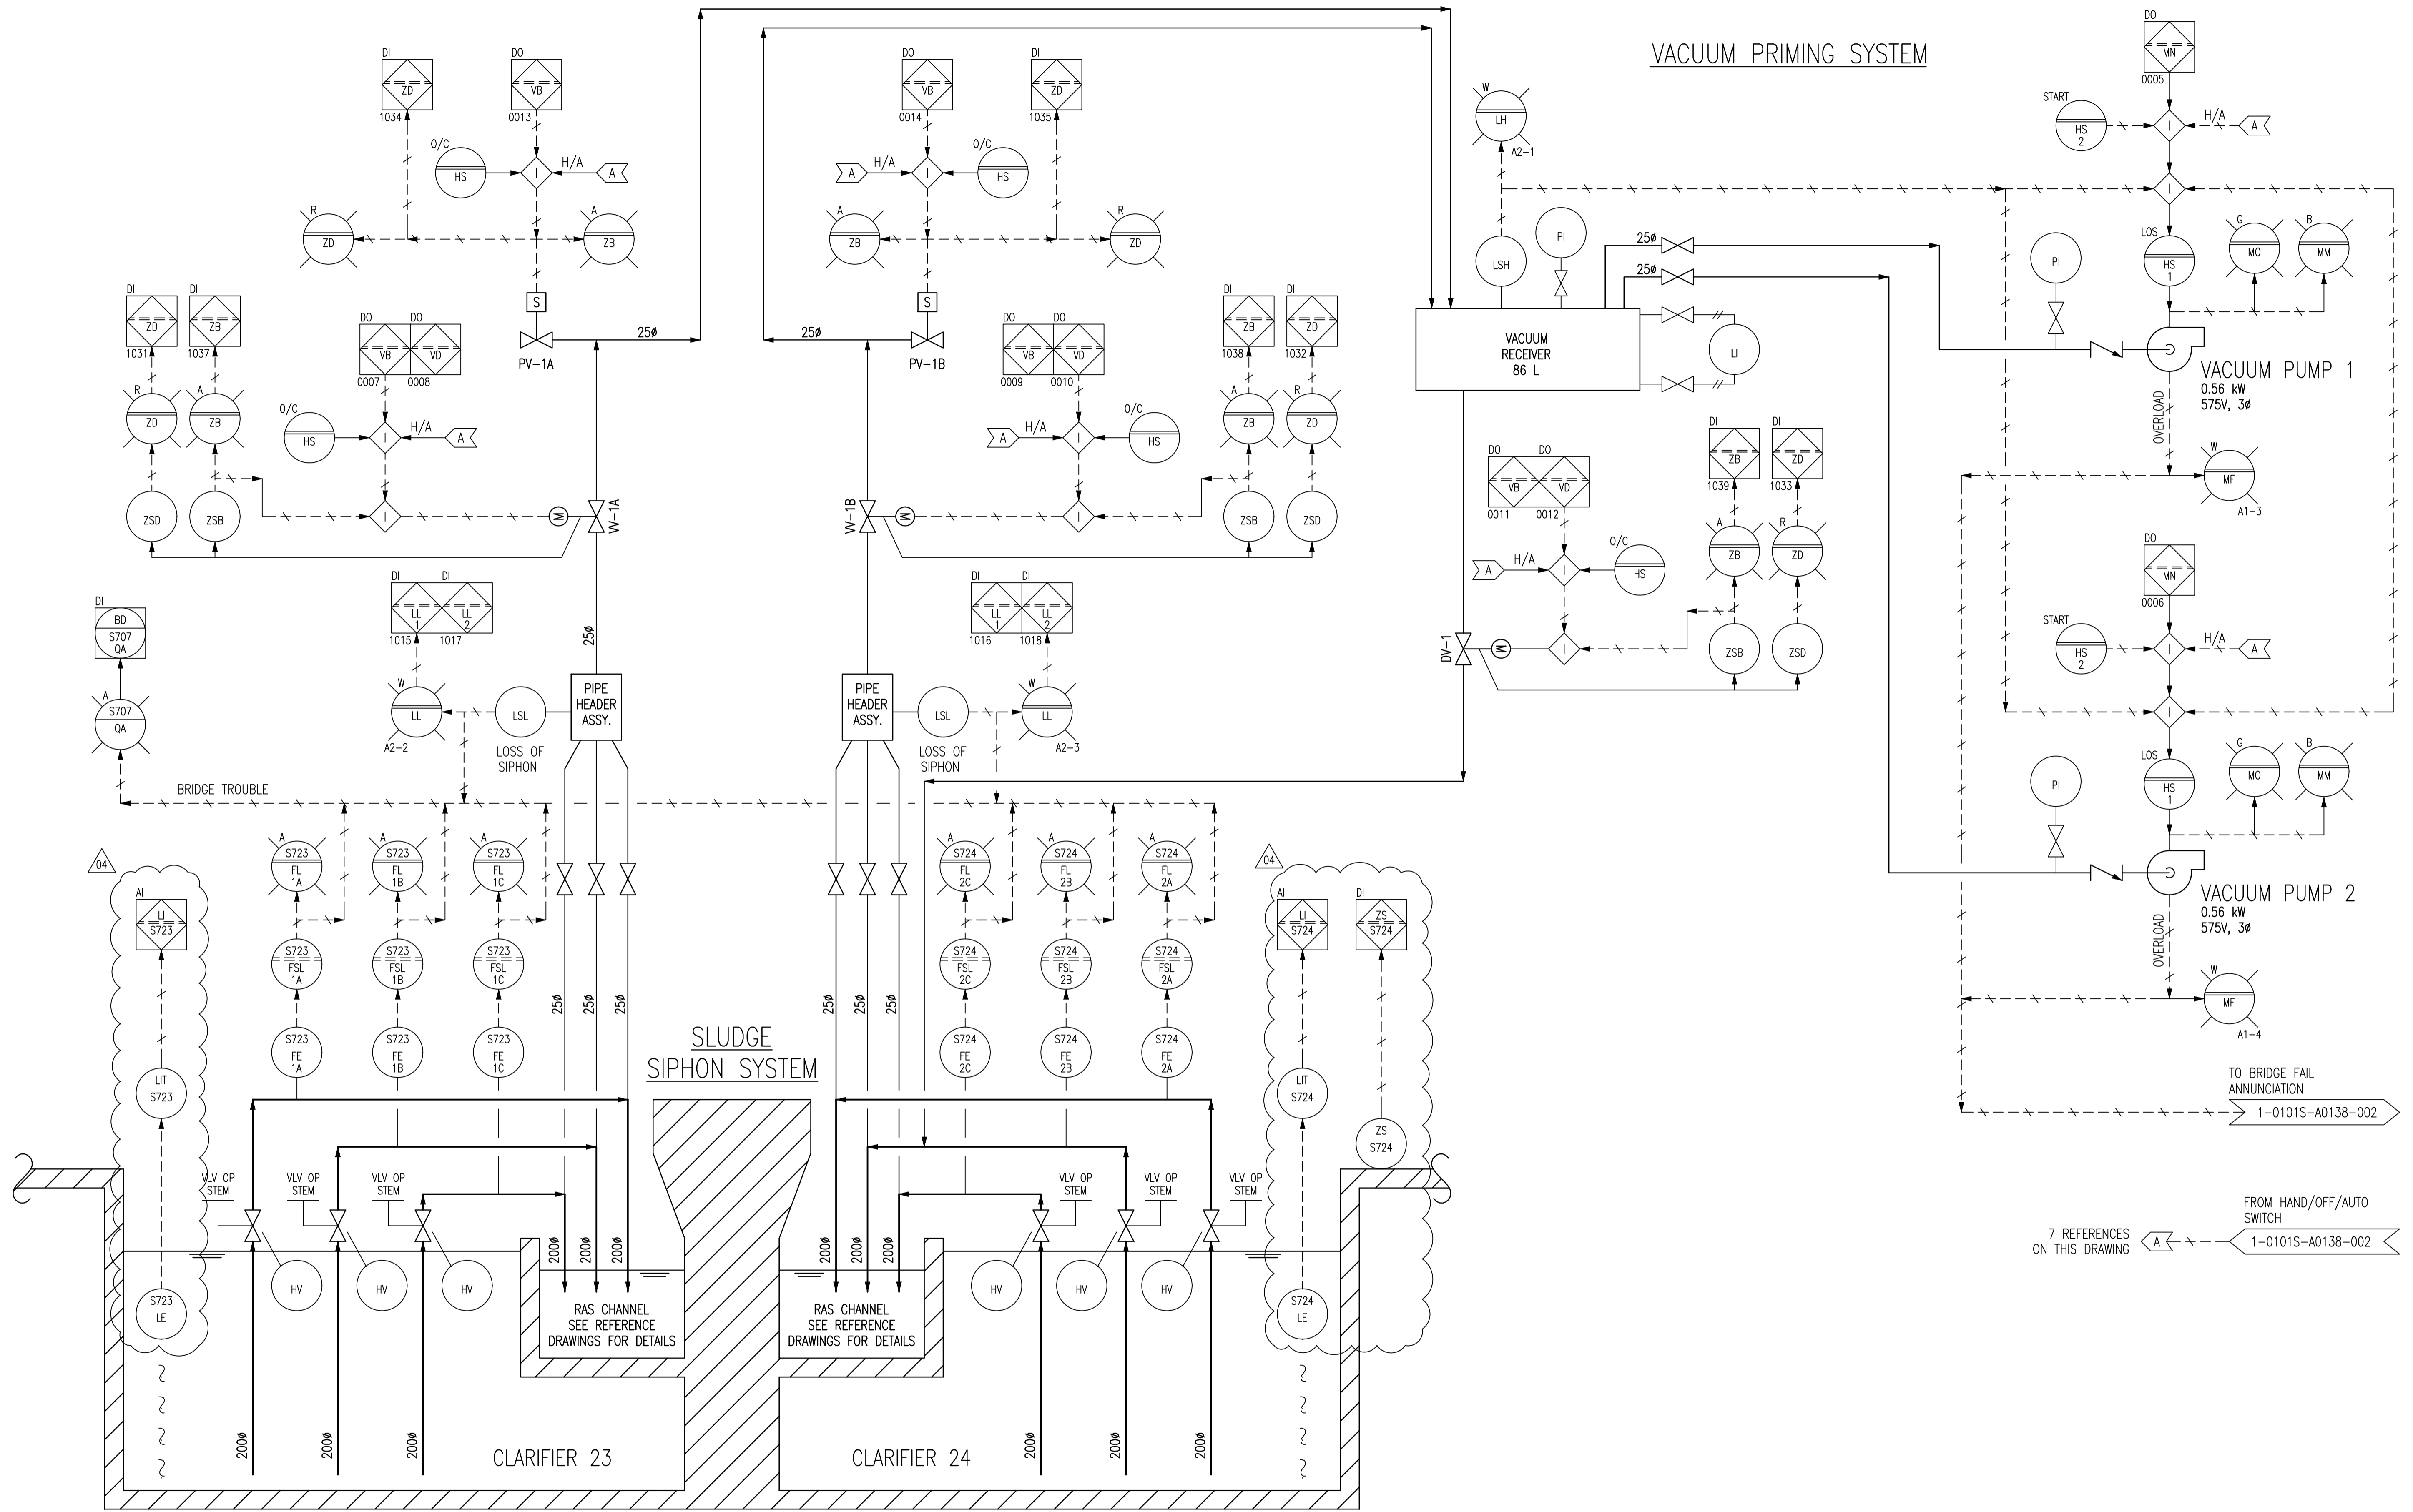 VACUUM PRIMING SYSTEM
DI
ZD
1034
DO
VB
0013
O/C
HS
I
H/A
A
R
ZD
A
ZB
S
PV-1A
25ø
DO
VB
0014
DI
ZD
1035
A
H/A
I
O/C
HS
A
ZB
R
ZD
S
PV-1B
25ø
W
LH
A2-1
LSH
PI
25ø
25ø
VACUUM
RECEIVER
86 L
LI
DO
MN
0005
START
HS
2
I
H/A
A
I
LOS
HS
1
G
MO
B
MM
PI
VACUUM PUMP 1
0.56 kW
575V, 3ø
OVERLOAD
W
MF
A1-3
DI
ZD
1031
DI
ZB
1037
R
ZD
A
ZB
ZSD
ZSB
DO
VB
0007
DO
VD
0008
O/C
HS
I
H/A
A
I
M
VV-1A
DO
VB
0009
DO
VD
0010
A
H/A
I
O/C
HS
I
M
VV-1B
DI
ZB
1038
DI
ZD
1032
A
ZB
R
ZD
ZSB
ZSD
DO
VB
0011
DO
VD
0012
A
H/A
I
O/C
HS
I
M
DV-1
DI
ZB
1039
DI
ZD
1033
A
ZB
R
ZD
ZSB
ZSD
DO
MN
0006
START
HS
2
I
H/A
A
I
LOS
HS
1
G
MO
B
MM
PI
VACUUM PUMP 2
0.56 kW
575V, 3ø
OVERLOAD
W
MF
A1-4
DI
BD
S707
QA
A
S707
QA
BRIDGE TROUBLE
DI
LL
1
1015
DI
LL
2
1017
W
LL
A2-2
LSL
LOSS OF
SIPHON
25ø
PIPE
HEADER
ASSY.
PIPE
HEADER
ASSY.
DI
LL
1
1016
DI
LL
2
1018
LSL
LOSS OF
SIPHON
W
LL
A2-3
04
AI
LI
S723
LIT
S723
S723
LE
A
S723
FL
1A
A
S723
FL
1B
A
S723
FL
1C
S723
FSL
1A
S723
FSL
1B
S723
FSL
1C
S723
FE
1A
S723
FE
1B
S723
FE
1C
25ø
25ø
25ø
25ø
25ø
25ø
SLUDGE
SIPHON SYSTEM
A
S724
FL
2C
A
S724
FL
2B
A
S724
FL
2A
S724
FSL
2C
S724
FSL
2B
S724
FSL
2A
S724
FE
2C
S724
FE
2B
S724
FE
2A
04
AI
LI
S724
DI
ZS
S724
LIT
S724
ZS
S724
S724
LE
VLV OP
STEM
VLV OP
STEM
VLV OP
STEM
VLV OP
STEM
VLV OP
STEM
VLV OP
STEM
HV
HV
HV
HV
HV
HV
200ø
200ø
200ø
200ø
200ø
200ø
RAS CHANNEL
SEE REFERENCE
DRAWINGS FOR DETAILS
RAS CHANNEL
SEE REFERENCE
DRAWINGS FOR DETAILS
200ø
200ø
200ø
CLARIFIER 23
CLARIFIER 24
200ø
200ø
200ø
TO BRIDGE FAIL
ANNUNCIATION
1-0101S-A0138-002
FROM HAND/OFF/AUTO
SWITCH
1-0101S-A0138-002
7 REFERENCES
ON THIS DRAWING
A